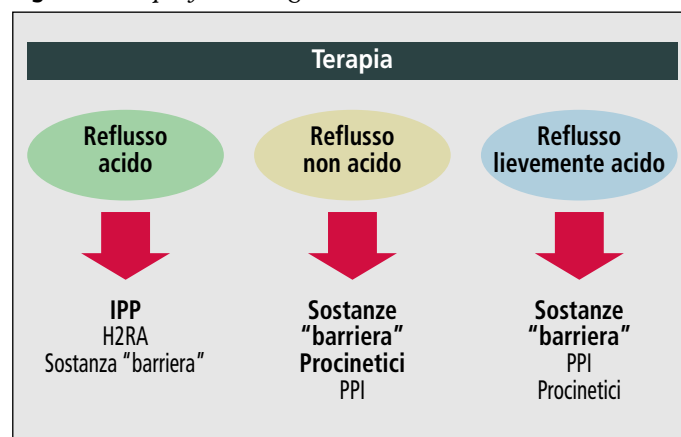 Terapia
Reflusso
acido
Reflusso
non acido
Reflusso
lievemente acido
IPP
H2RA
Sostanza "barriera"
Sostanze
"barriera"
Procinetici
PPI
Sostanze
"barriera"
PPI
Procinetici